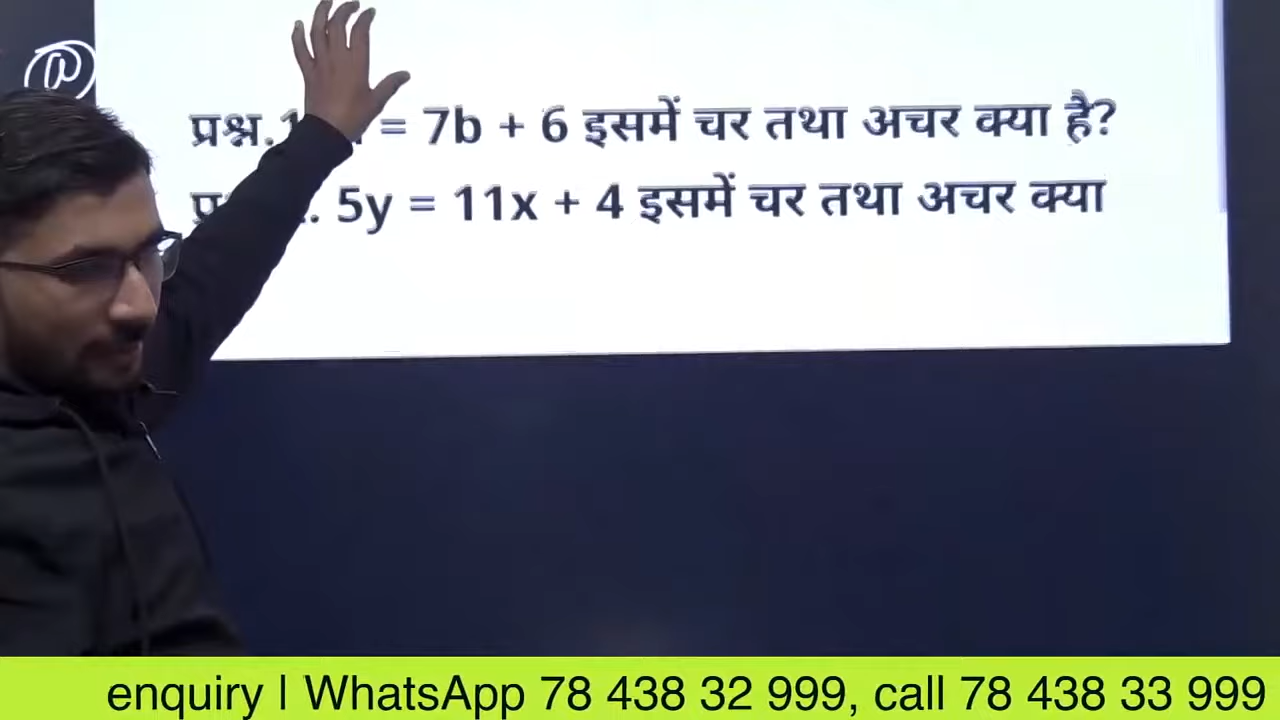 प्रश्न.1 = 7b + 6 इसमें चर तथा अचर क्या है?
5y = 11x + 4 इसमें चर तथा अचर क्या
enquiry l WhatsApp 78 438 32 999, call 78 438 33 999